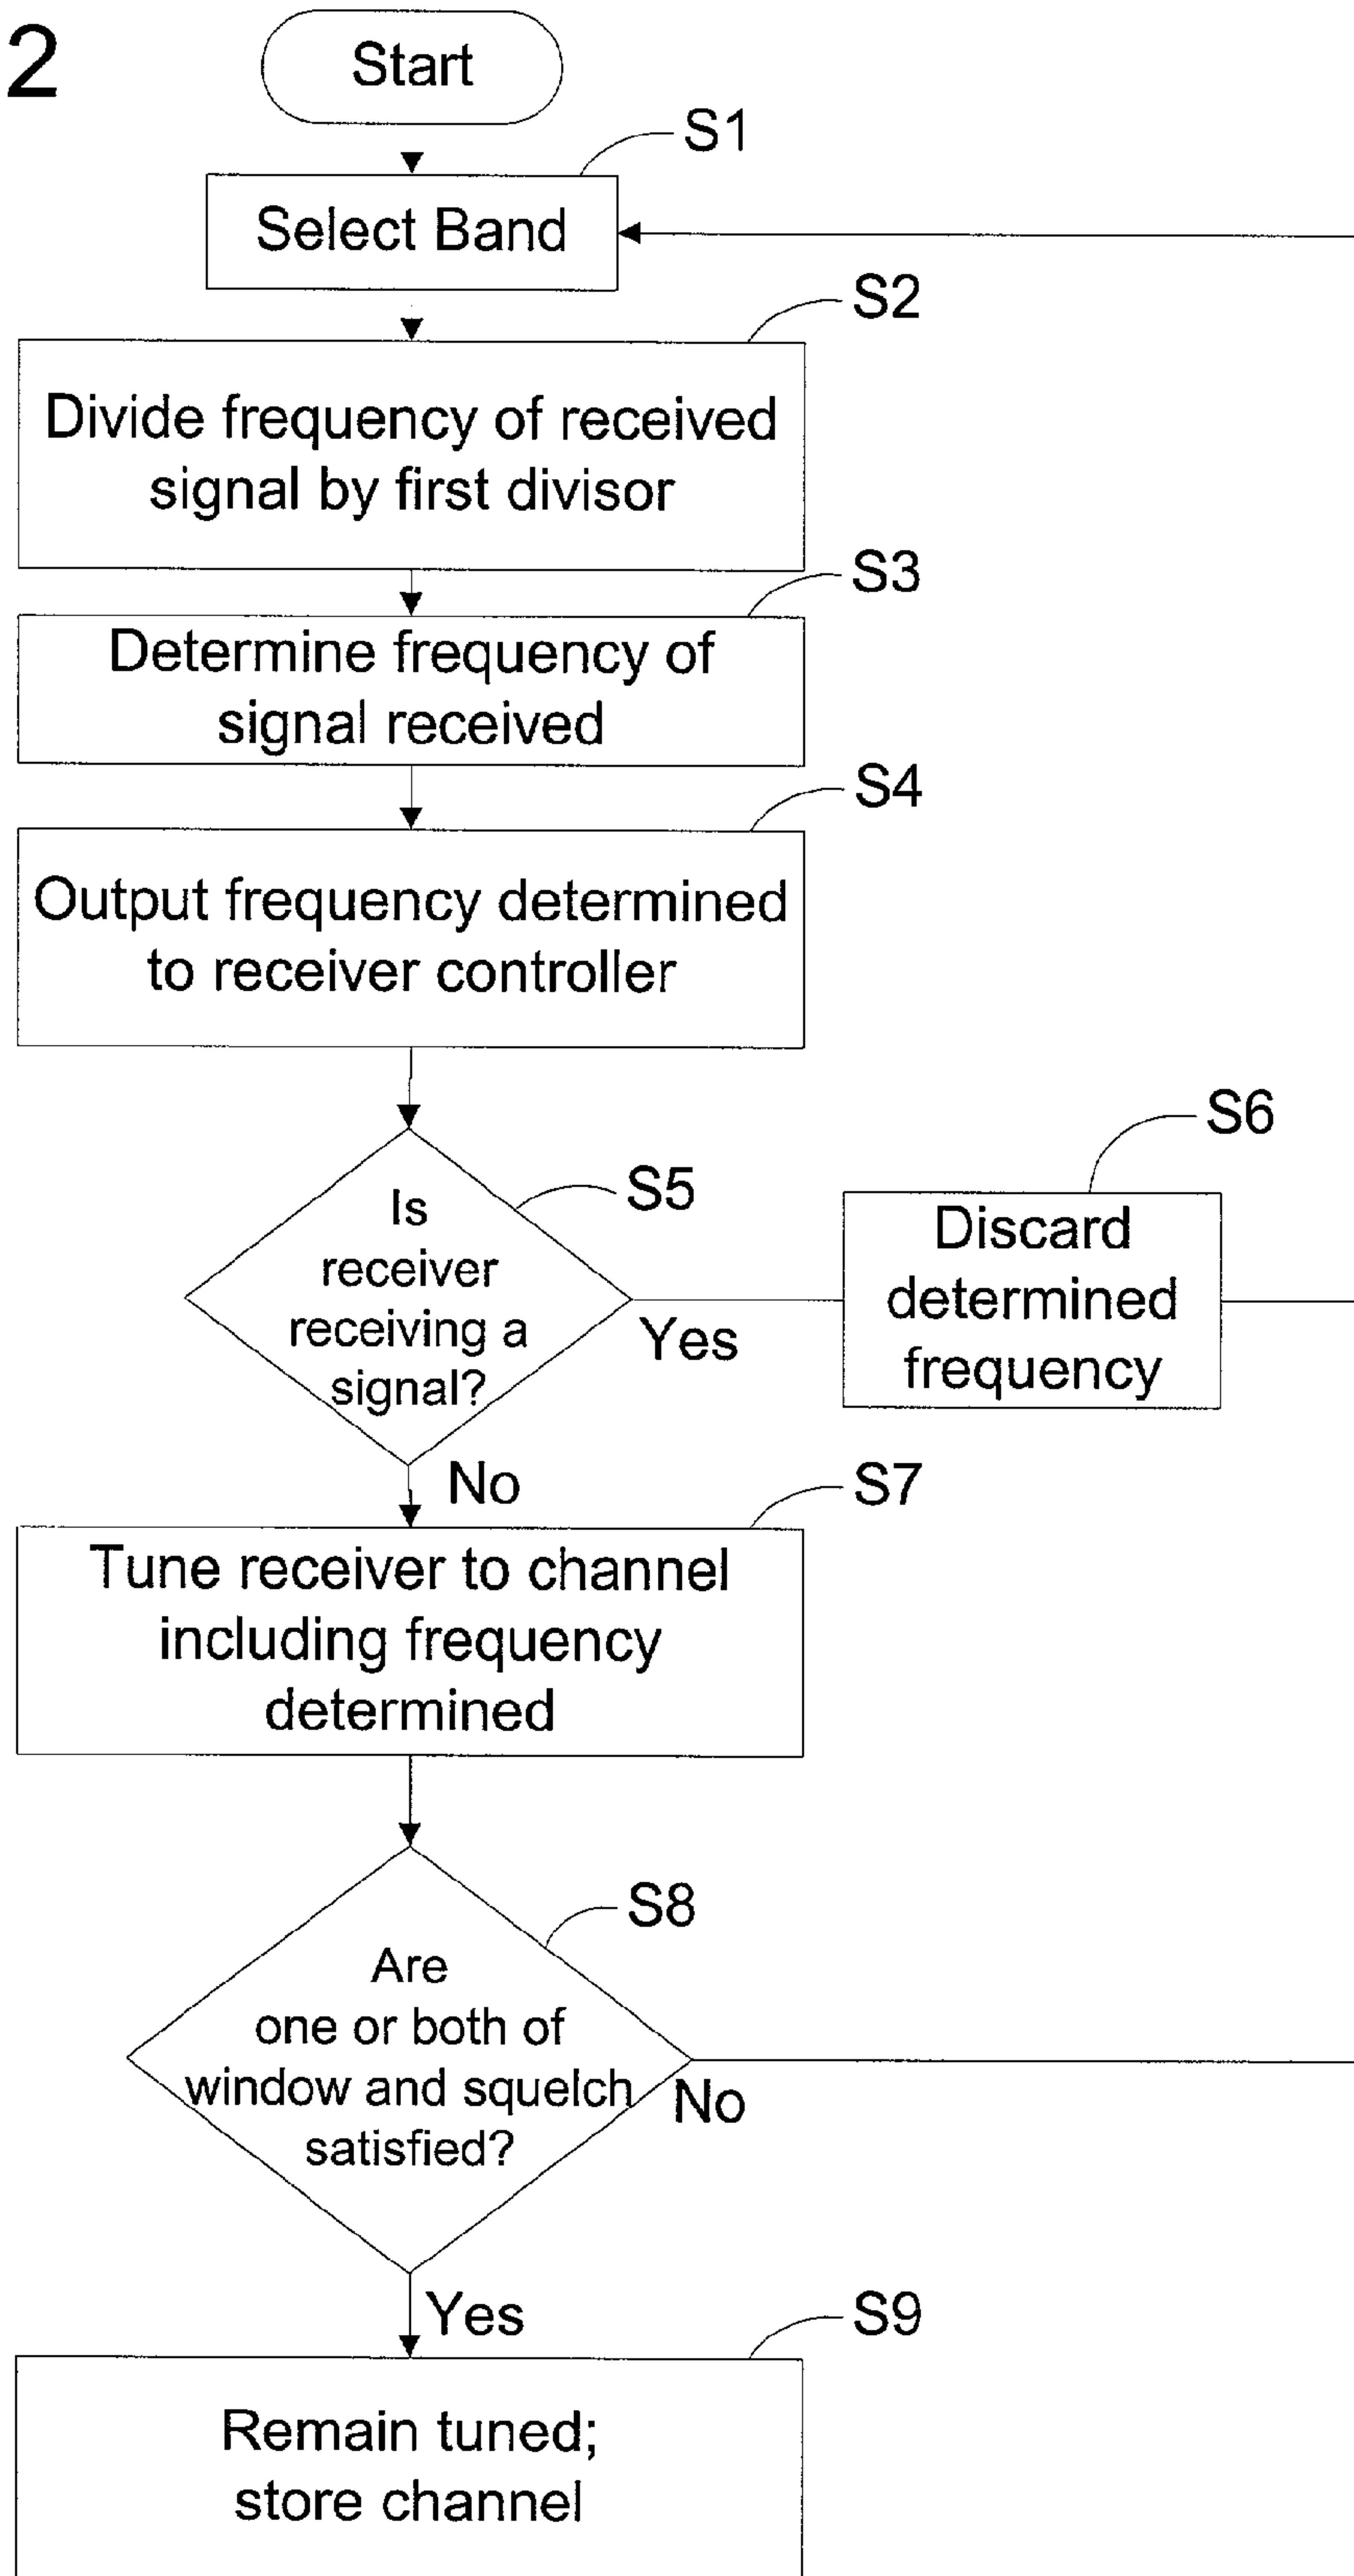 2
Start
S1
Select Band
S2
Divide frequency of received
signal by first divisor
S3
Determine frequency of
signal received
S4
Output frequency determined
to receiver controller
S5
Is
receiver
receiving a
signal?
Yes
S6
Discard
determined
frequency
No
S7
Tune receiver to channel
including frequency
determined
S8
Are
one or both of
window and squelch
satisfied?
No
Yes
S9
Remain tuned;
store channel